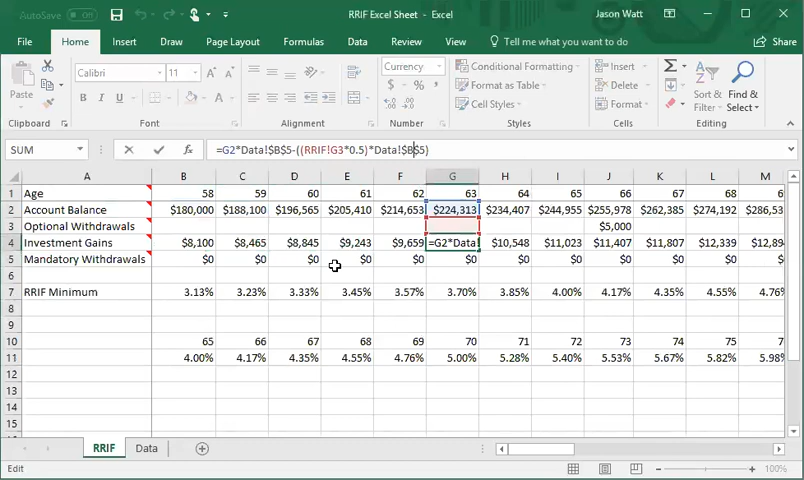 AutoSave Off RRIF Excel Sheet - Excel Jason Watt
File Home Insert Draw Page Layout Formulas Data Review View Tell me what you want to do Share
Calibri 11 Currency Conditional Formatting Insert
Paste $ % , Format as Table Delete Sort & Find &
B I U A Cell Styles Format Filter Select
Clipboard Font Alignment Number Styles Cells Editing
SUM =G2*Data!$B$5-((RRIF!G3*0.5)*Data!$B$5)
A B C D E F G H I J K L M
1 Age 58 59 60 61 62 63 64 65 66 67 68 6
2 Account Balance $180,000 $188,100 $196,565 $205,410 $214,653 $224,313 $234,407 $244,955 $255,978 $262,385 $274,192 $286,53
3 Optional Withdrawals $5,000
4 Investment Gains $8,100 $8,465 $8,845 $9,243 $9,659 =G2*Data! $10,548 $11,023 $11,407 $11,807 $12,339 $12,89
5 Mandatory Withdrawals $0 $0 $0 $0 $0 $0 $0 $0 $0 $0 $0
6
7 RRIF Minimum 3.13% 3.23% 3.33% 3.45% 3.57% 3.70% 3.85% 4.00% 4.17% 4.35% 4.55% 4.76%
8
9
10 65 66 67 68 69 70 71 72 73 74 75 7
11 4.00% 4.17% 4.35% 4.55% 4.76% 5.00% 5.28% 5.40% 5.53% 5.67% 5.82% 5.98%
12
13
14
15
RRIF Data
Edit 100%